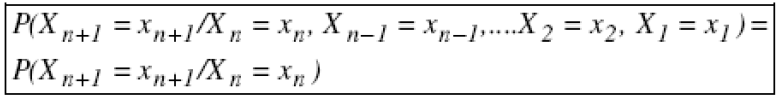 P(X_{n+1} = x_{n+1}/X_n = x_n, X_{n-1} = x_{n-1},....X_2 = x_2, X_1 = x_1) =
P(X_{n+1} = x_{n+1}/X_n = x_n)